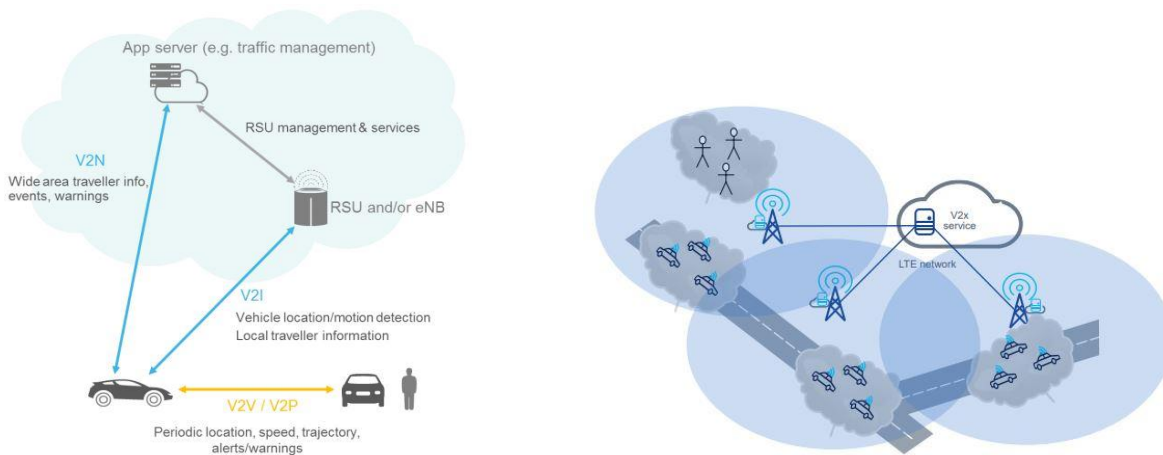 App server (e.g. traffic management)
RSU management & services
V2N
Wide area traveller info,
events, warnings
RSU and/or eNB
V2I
Vehicle location/motion detection
Local traveller information
V2V / V2P
Periodic location, speed, trajectory,
alerts/warnings
V2x
service
LTE network